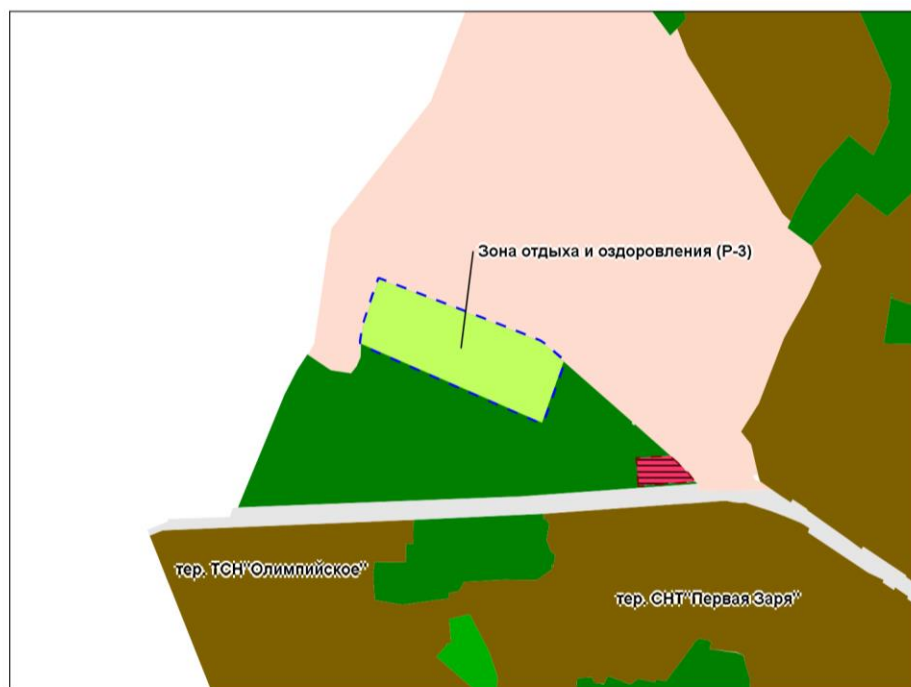 Зона отдыха и оздоровления (Р-3)
тер. ТСН"Олимпийское"
тер. СНТ"Первая Заря"